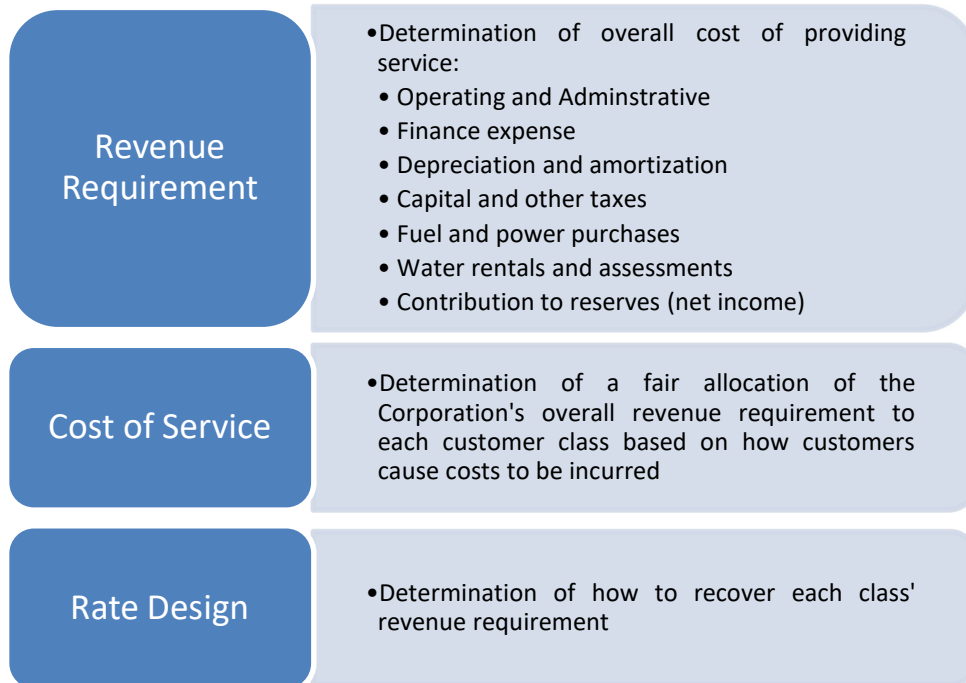 Revenue
Requirement
•Determination of overall cost of providing
service:
• Operating and Adminstrative
• Finance expense
• Depreciation and amortization
• Capital and other taxes
• Fuel and power purchases
• Water rentals and assessments
• Contribution to reserves (net income)
Cost of Service
•Determination of a fair allocation of the
Corporation's overall revenue requirement to
each customer class based on how customers
cause costs to be incurred
Rate Design
•Determination of how to recover each class'
revenue requirement